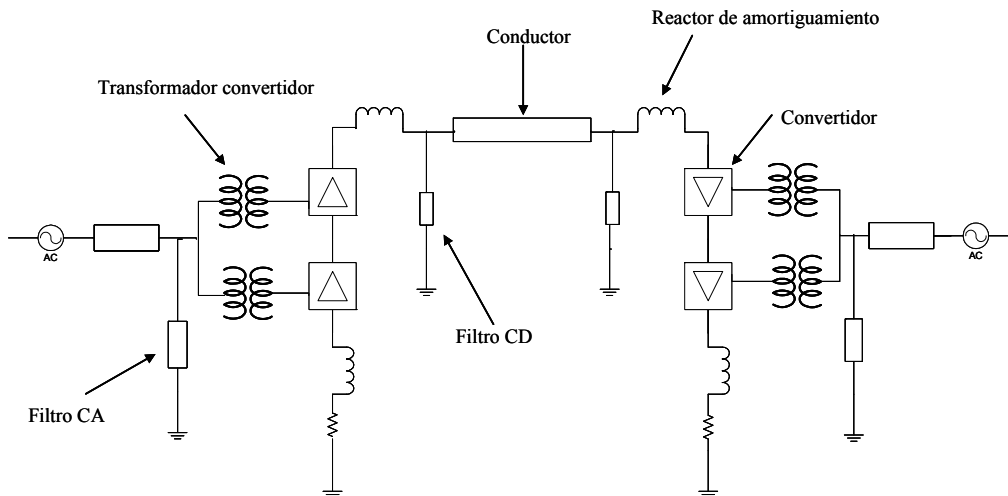 Reactor de amortiguamiento
Conductor
Transformador convertidor
Convertidor
AC
AC
Filtro CD
Filtro CA